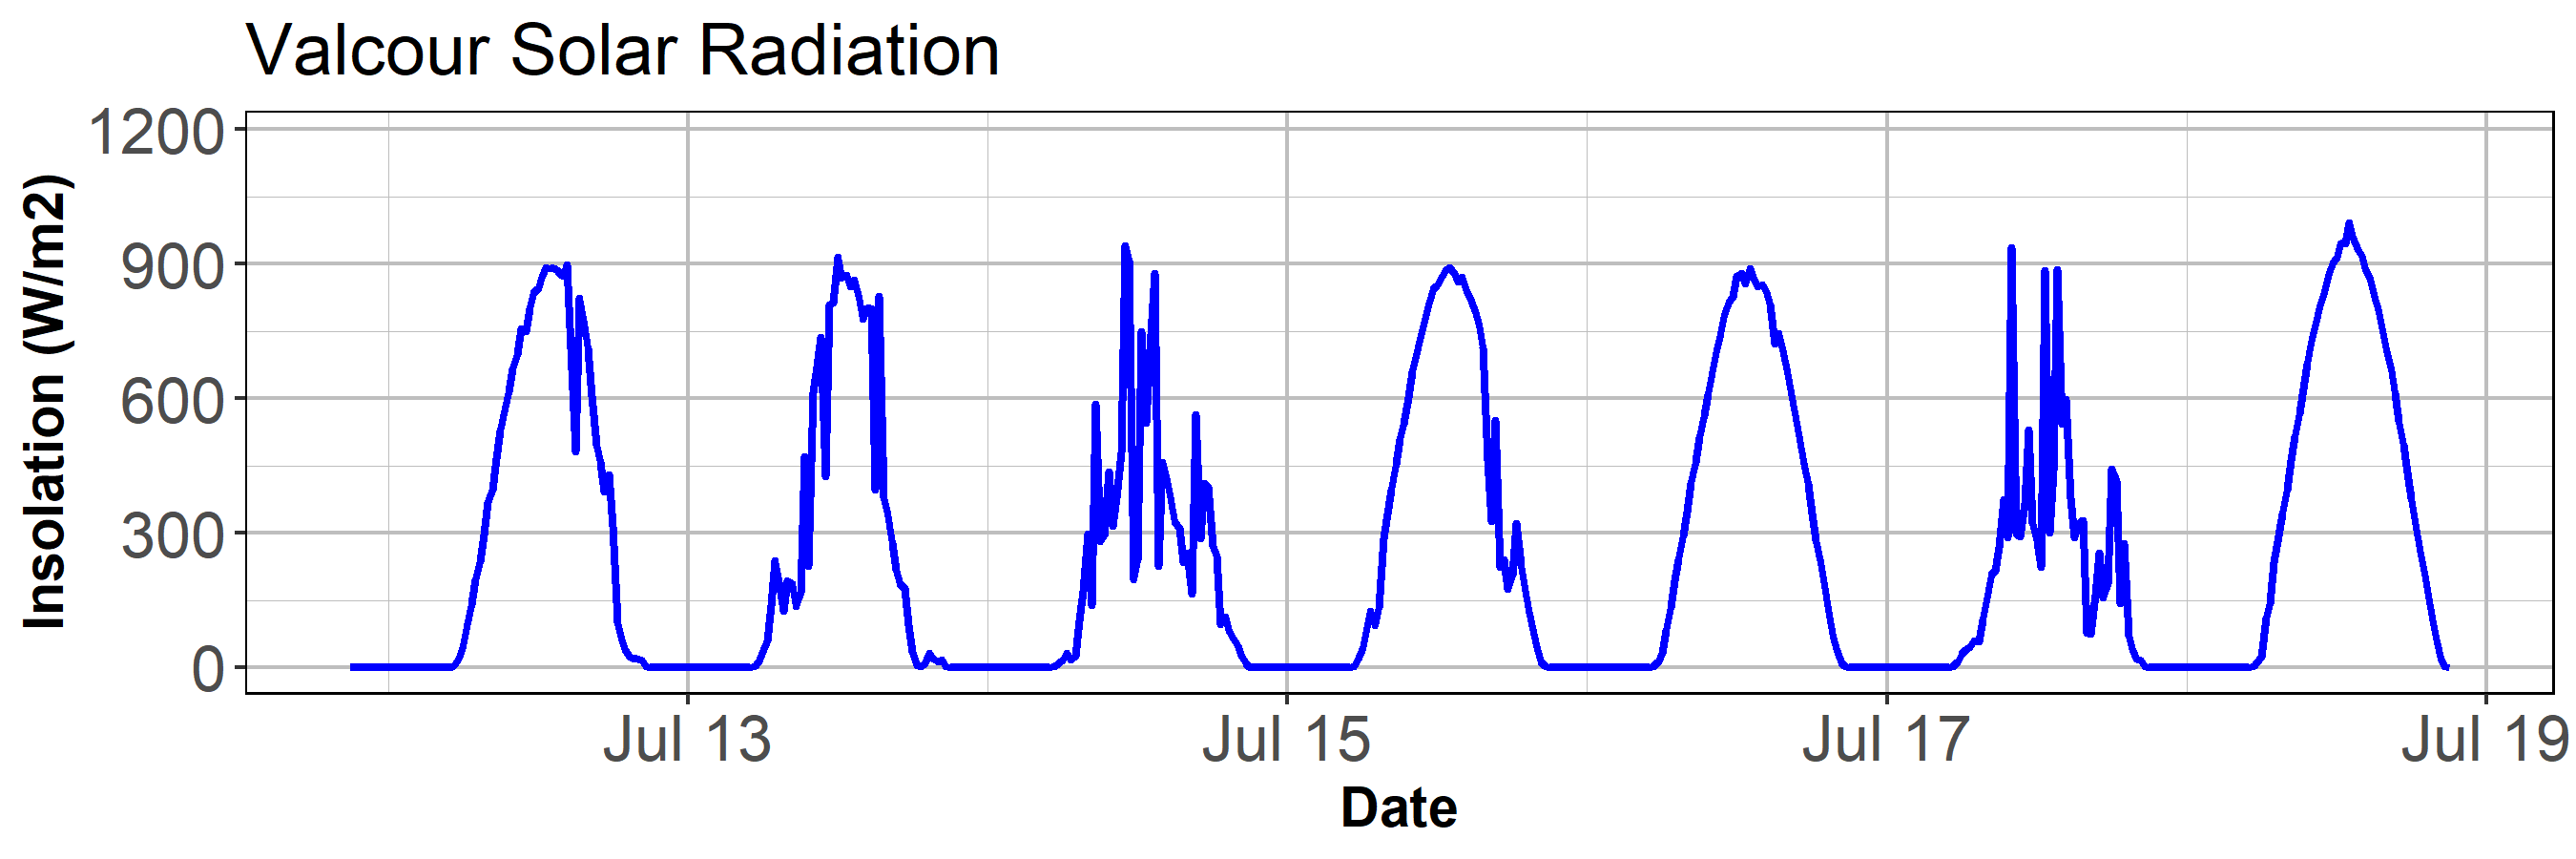 Valcour Solar Radiation
1200
900
600
300
0
Insolation (W/m2)
Jul 13
Jul 15
Jul 17
Jul 19
Date